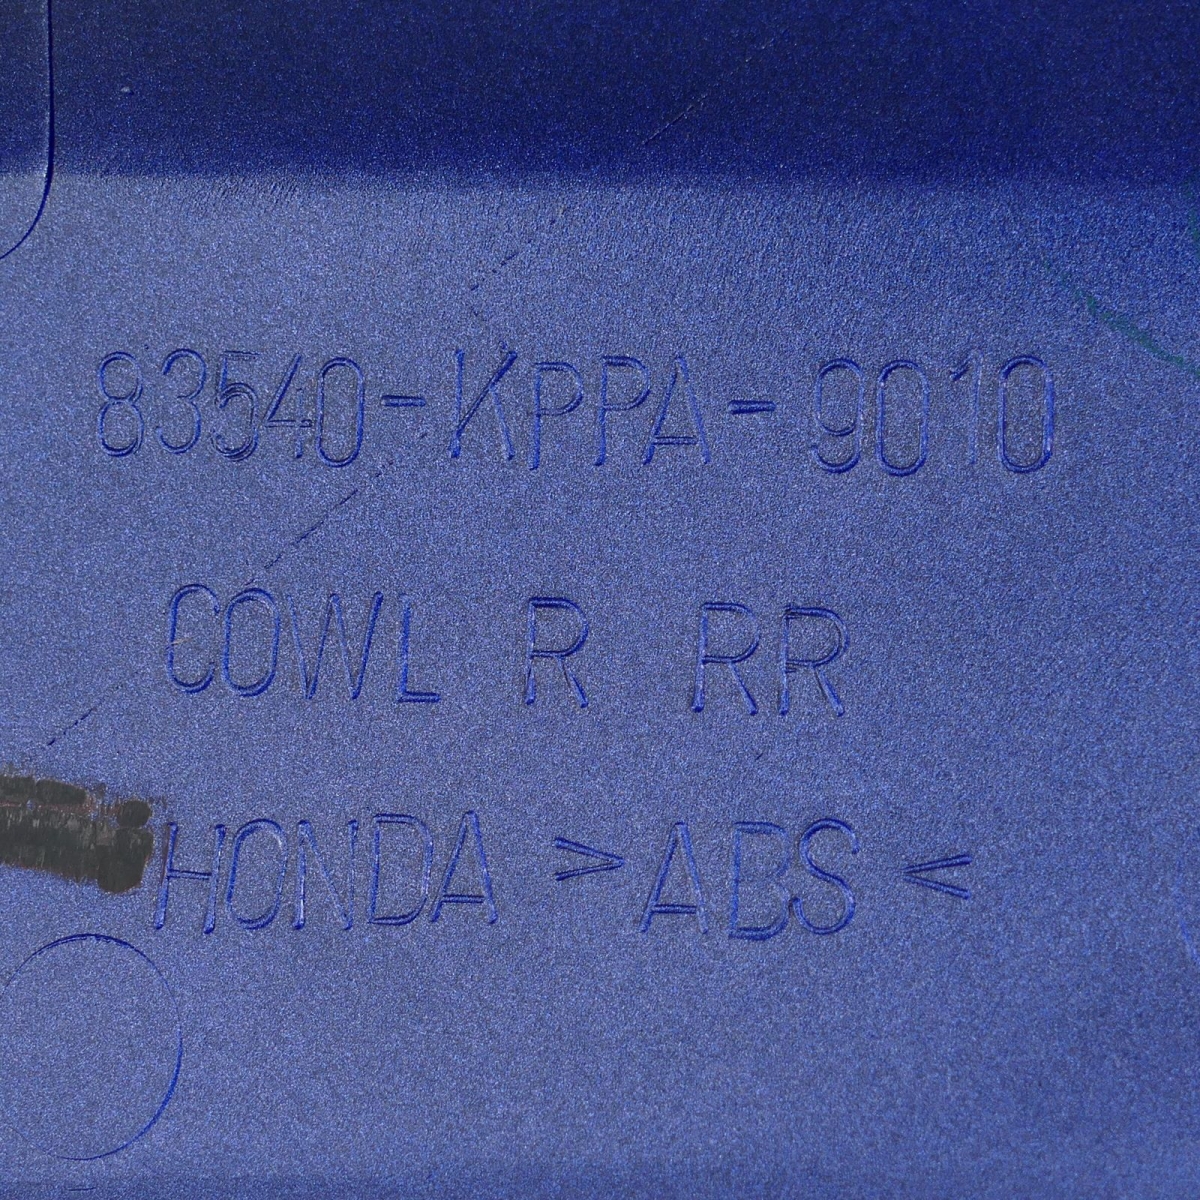 83540-KPPA-9010
COWL R RR
HONDA >ABS<